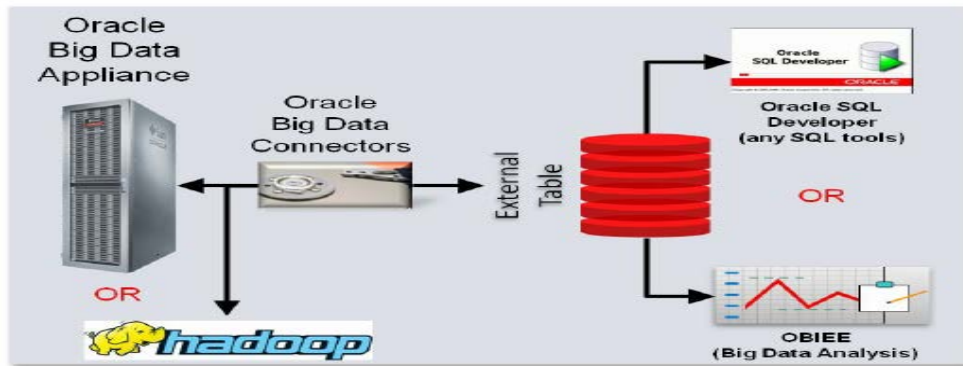 Oracle
Big Data
Appliance
OR
hadoop
Oracle
Big Data
Connectors
External
Table
Oracle
SQL Developer
ORACLE
Oracle SQL
Developer
(any SQL tools)
OR
OBIEE
(Big Data Analysis)